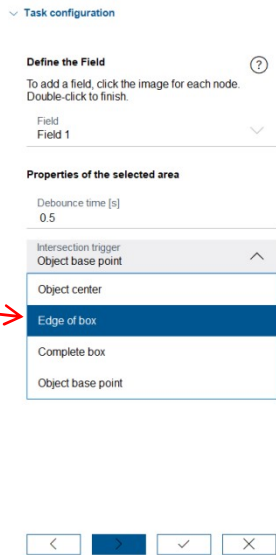 Task configuration
Define the Field
To add a field, click the image for each node.
Double-click to finish.
Field
Field 1
Properties of the selected area
Debounce time [s]
0.5
Intersection trigger
Object base point
Object center
Edge of box
Complete box
Object base point